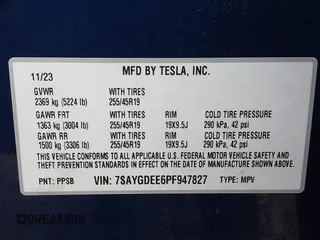 11/23 MFD BY TESLA, INC.
GVWR WITH TIRES
2369 kg (5224 lb) 255/45R19
GAWR FRT WITH TIRES RIM COLD TIRE PRESSURE
1363 kg (3004 lb) 255/45R19 19X9.5J 290 kPa, 42 psi
GAWR RR WITH TIRES RIM COLD TIRE PRESSURE
1500 kg (3306 lb) 255/45R19 19X9.5J 290 kPa, 42 psi
THIS VEHICLE CONFORMS TO ALL APPLICABLE U.S. FEDERAL MOTOR VEHICLE
SAFETY AND THEFT PREVENTION STANDARDS IN EFFECT ON THE DATE OF
MANUFACTURE SHOWN ABOVE.
PNT: PPSB VIN: 7SAYGDEE6PF947827 TYPE: MPV
DREAMBID